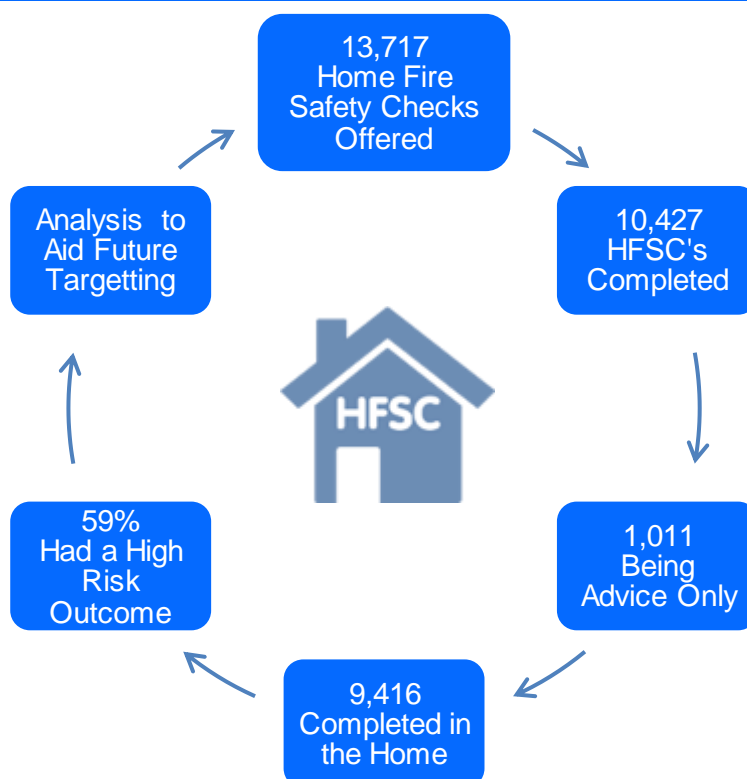 13,717
Home Fire
Safety Checks
Offered
10,427
HFSC's
Completed
1,011
Being
Advice Only
9,416
Completed in
the Home
59%
Had a High
Risk
Outcome
Analysis to
Aid Future
Targetting
HFSC